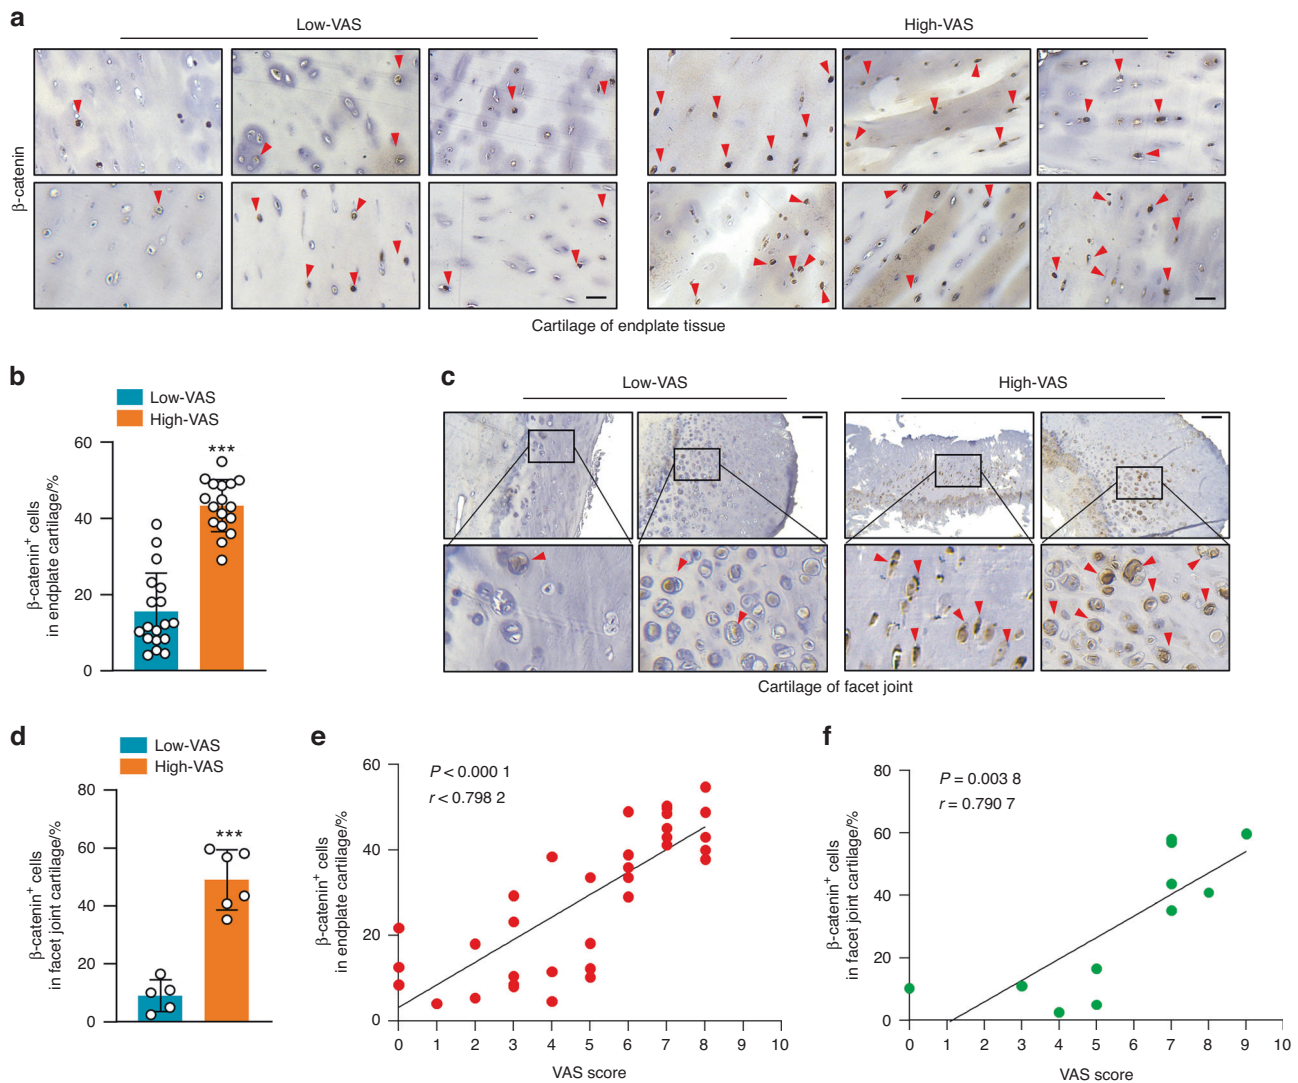 a
Low-VAS
High-VAS
β-catenin
Cartilage of endplate tissue
b
Low-VAS
High-VAS
β-catenin⁺ cells
in endplate cartilage/%
60
40
20
0
***
c
Low-VAS
High-VAS
Cartilage of facet joint
d
Low-VAS
High-VAS
β-catenin⁺ cells
in facet joint cartilage/%
80
60
40
20
0
***
e
P < 0.000 1
r < 0.798 2
β-catenin⁺ cells
in endplate cartilage/%
60
40
20
0
0 1 2 3 4 5 6 7 8 9 10
VAS score
f
P = 0.003 8
r = 0.790 7
β-catenin⁺ cells
in facet joint cartilage/%
80
60
40
20
0
0 1 2 3 4 5 6 7 8 9 10
VAS score